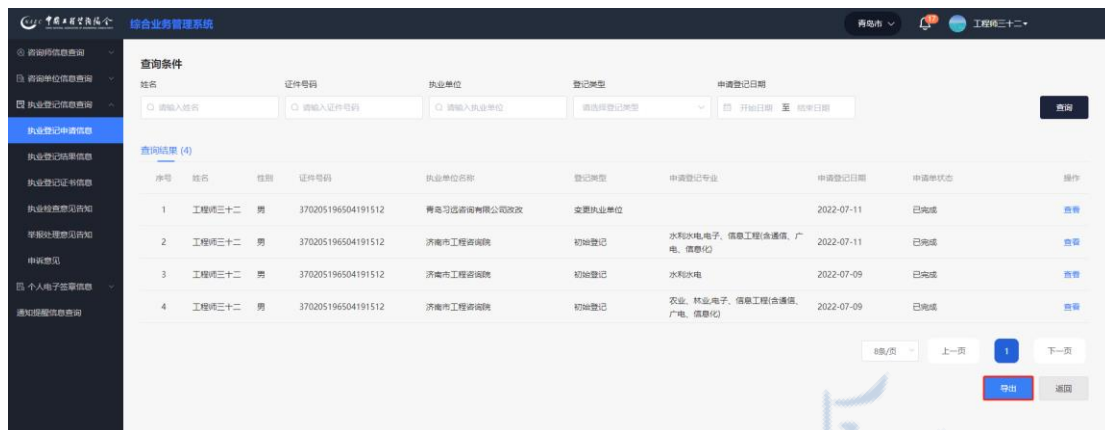 中国工程咨询协会
综合业务管理系统
青岛市
工程师三十二
咨询师信息查询
咨询单位信息查询
执业登记信息查询
执业登记申请信息
执业登记结果信息
执业登记证书信息
执业检查意见告知
举报处理意见告知
申诉意见
个人电子签章信息
通知提醒信息查询
查询条件
姓名 证件号码 执业单位 登记类型 申请登记日期
请输入姓名 请输入证件号码 请输入执业单位 请选择登记类型 开始日期 至 结束日期 查询
查询结果 (4)
序号 姓名 性别 证件号码 执业单位名称 登记类型 申请登记专业 申请登记日期 申请单状态 操作
1 工程师三十二 男 370205196504191512 青岛习远咨询有限公司改改 变更执业单位 2022-07-11 已完成 查看
2 工程师三十二 男 370205196504191512 济南市工程咨询院 初始登记 水利水电,电子、信息工程(含通信、广电、信息化) 2022-07-11 已完成 查看
3 工程师三十二 男 370205196504191512 济南市工程咨询院 初始登记 水利水电 2022-07-09 已完成 查看
4 工程师三十二 男 370205196504191512 济南市工程咨询院 初始登记 农业、林业,电子、信息工程(含通信、广电、信息化) 2022-07-09 已完成 查看
8条/页 上一页 1 下一页
导出 返回